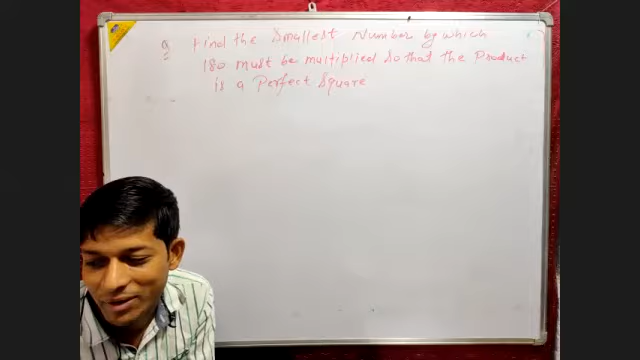 Q Find the Smallest Number by which
180 must be multiplied So that the Product
is a Perfect Square